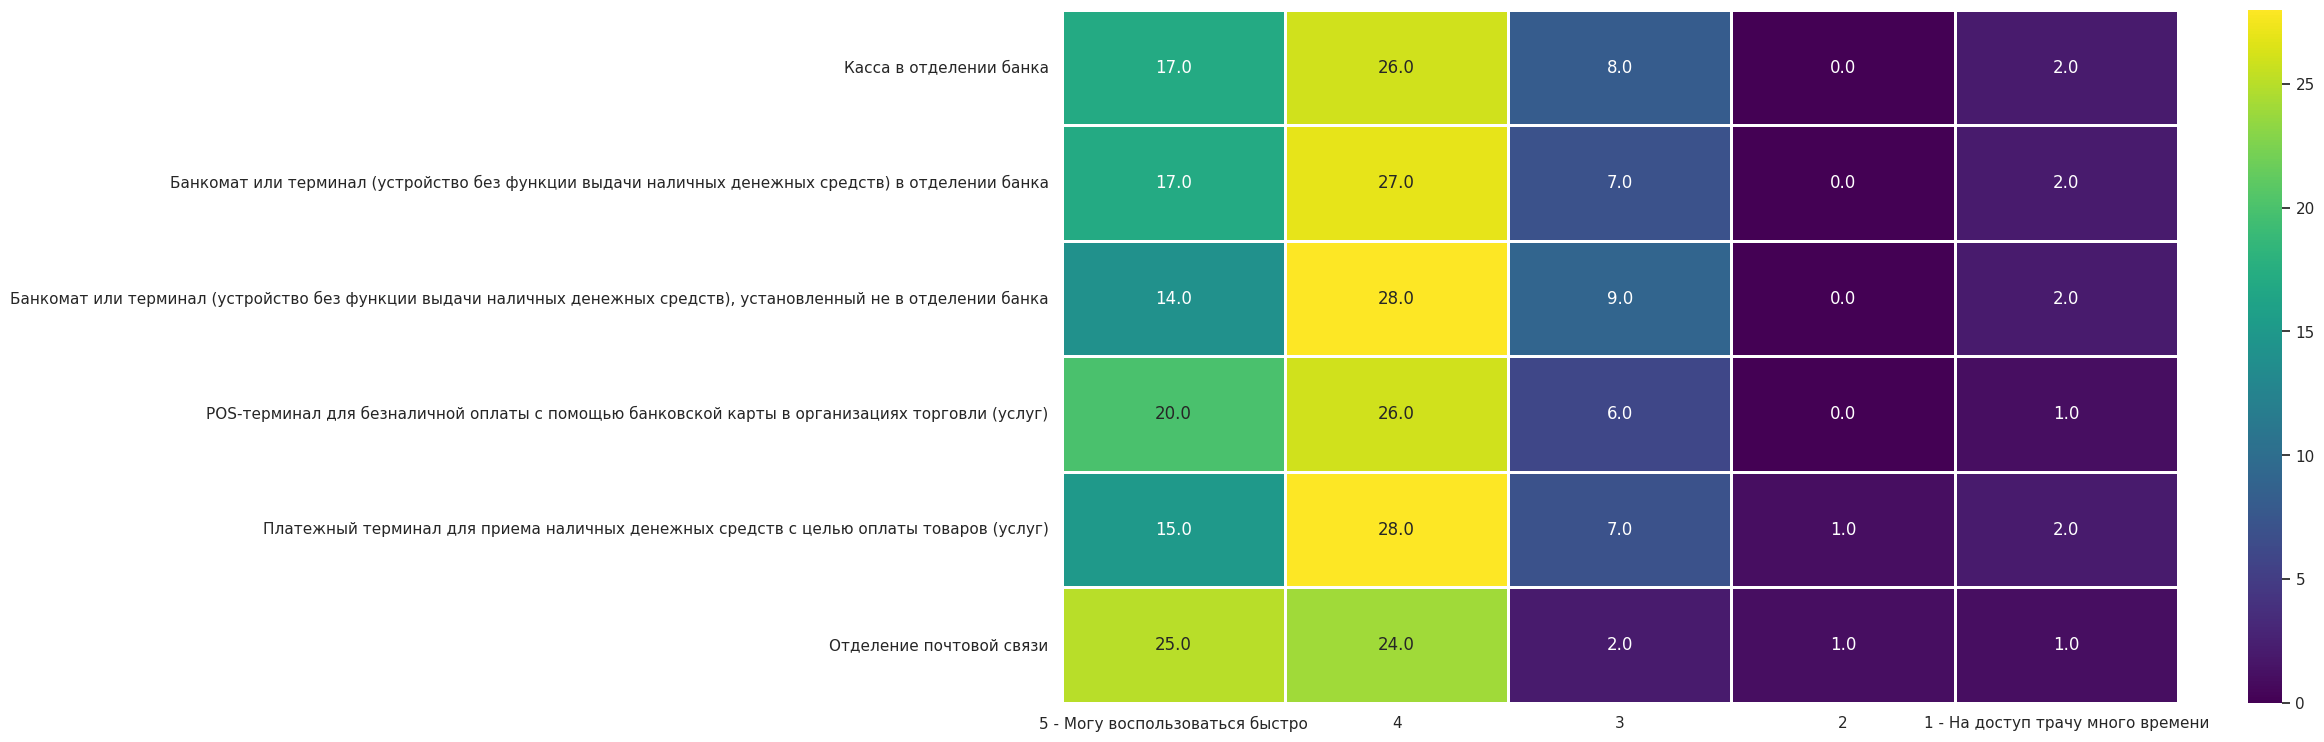 Касса в отделении банка 17.0 26.0 8.0 0.0 2.0
Банкомат или терминал (устройство без функции выдачи наличных денежных средств) в отделении банка 17.0 27.0 7.0 0.0 2.0
Банкомат или терминал (устройство без функции выдачи наличных денежных средств), установленный не в отделении банка 14.0 28.0 9.0 0.0 2.0
POS-терминал для безналичной оплаты с помощью банковской карты в организациях торговли (услуг) 20.0 26.0 6.0 0.0 1.0
Платежный терминал для приема наличных денежных средств с целью оплаты товаров (услуг) 15.0 28.0 7.0 1.0 2.0
Отделение почтовой связи 25.0 24.0 2.0 1.0 1.0
5 - Могу воспользоваться быстро 4 3 2 1 - На доступ трачу много времени
25
20
15
10
5
0